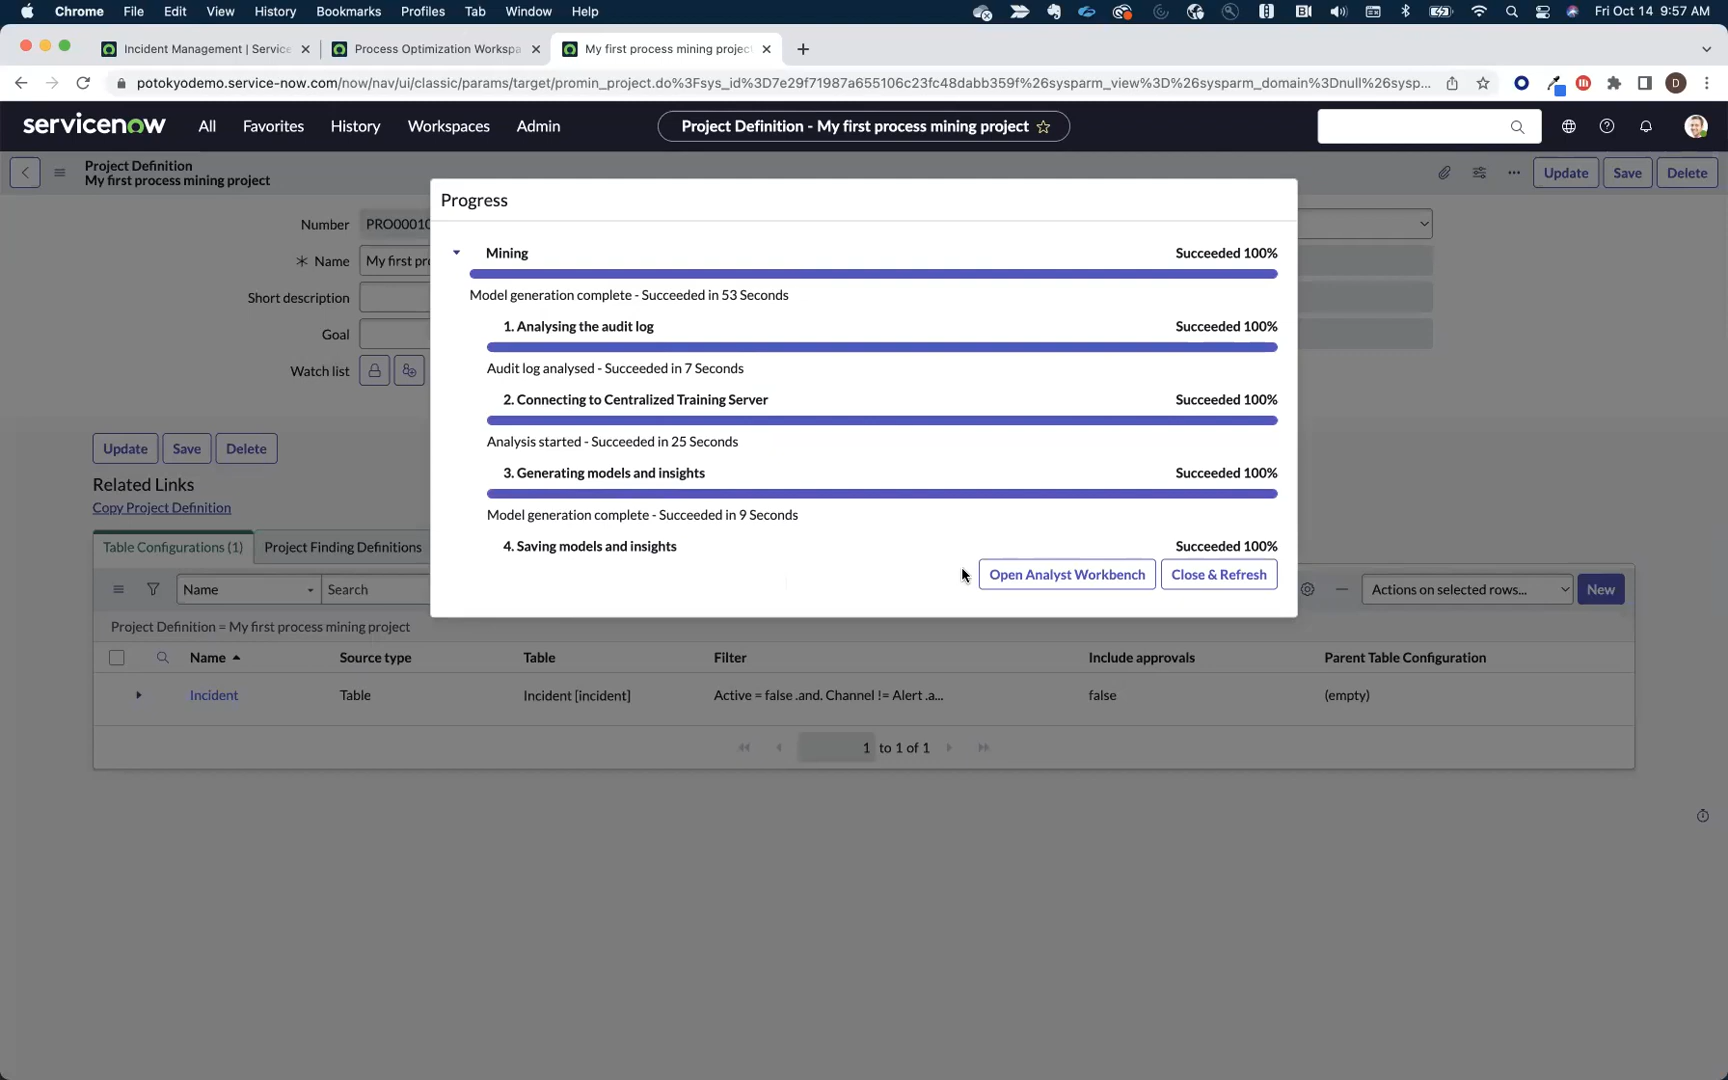 Chrome File Edit View History Bookmarks Profiles Tab Window Help Fri Oct 14 9:57 AM
Incident Management | Service Process Optimization Workspa My first process mining project
potokyodemo.service-now.com/now/nav/ui/classic/params/target/promin_project.do%3Fsys_id%3D7e29f71987a655106c23fc48dabb359f%26sysparm_view%3D%26sysparm_domain%3Dnull%26sysp... D
servicenow All Favorites History Workspaces Admin Project Definition - My first process mining project
Project Definition
My first process mining project
Update Save Delete
Progress
Number PRO00010
Name My first pro
Short description
Goal
Watch list
Mining Succeeded 100%
Model generation complete - Succeeded in 53 Seconds
1. Analysing the audit log Succeeded 100%
Audit log analysed - Succeeded in 7 Seconds
2. Connecting to Centralized Training Server Succeeded 100%
Analysis started - Succeeded in 25 Seconds
3. Generating models and insights Succeeded 100%
Model generation complete - Succeeded in 9 Seconds
4. Saving models and insights Succeeded 100%
Open Analyst Workbench Close & Refresh
Update Save Delete
Related Links
Copy Project Definition
Table Configurations (1) Project Finding Definitions
Name Search Actions on selected rows... New
Project Definition = My first process mining project
Name Source type Table Filter Include approvals Parent Table Configuration
Incident Table Incident [incident] Active = false .and. Channel != Alert .a... false (empty)
1 to 1 of 1